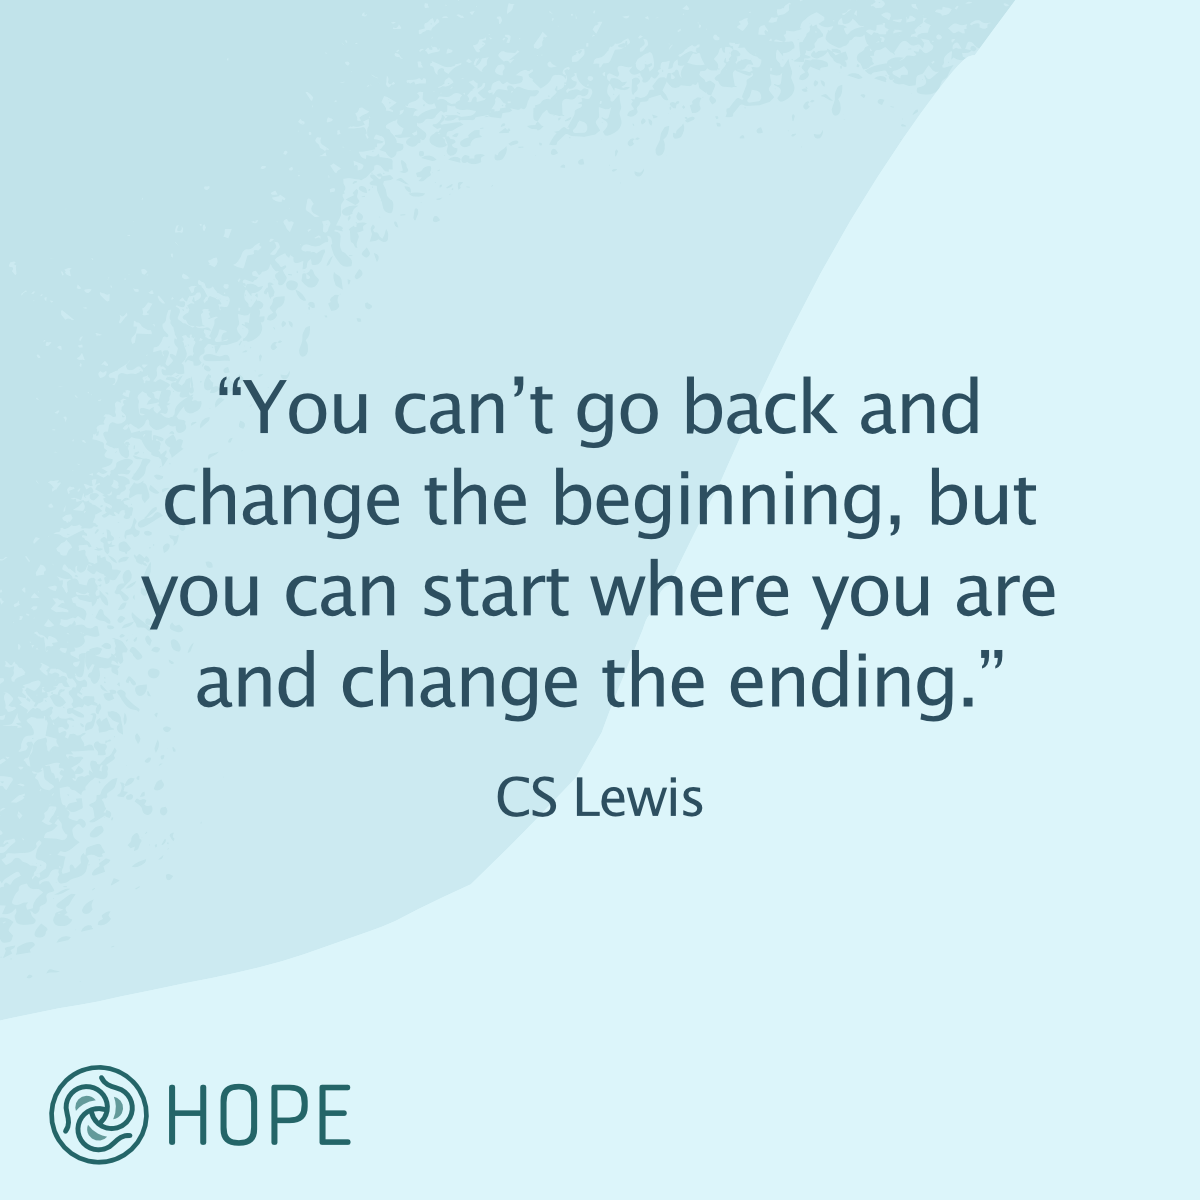 “You can’t go back and
change the beginning, but
you can start where you are
and change the ending.”
CS Lewis
HOPE